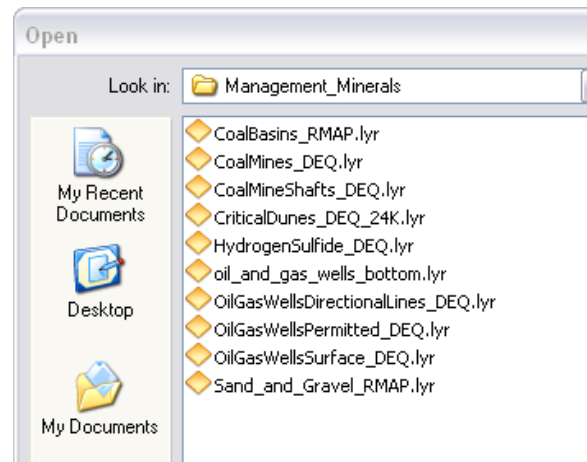 Open
Look in:
Management_Minerals
My Recent
Documents
Desktop
My Documents
CoalBasins_RMAP.lyr
CoalMines_DEQ.lyr
CoalMineShafts_DEQ.lyr
CriticalDunes_DEQ_24K.lyr
HydrogenSulfide_DEQ.lyr
oil_and_gas_wells_bottom.lyr
OilGasWellsDirectionalLines_DEQ.lyr
OilGasWellsPermitted_DEQ.lyr
OilGasWellsSurface_DEQ.lyr
Sand_and_Gravel_RMAP.lyr